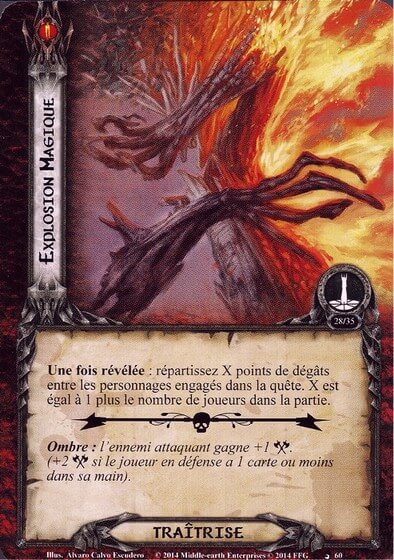 EXPLOSION MAGIQUE
28/35
Une fois révélée : répartissez X points de dégâts
entre les personnages engagés dans la quête. X est
égal à 1 plus le nombre de joueurs dans la partie.
Ombre : l'ennemi attaquant gagne +1 .
(+2 si le joueur en défense a 1 carte ou moins
dans sa main).
TRAÎTRISE
Illus. Álvaro Calvo Escudero © 2014 Middle-earth Enterprises © 2014 FFG 60